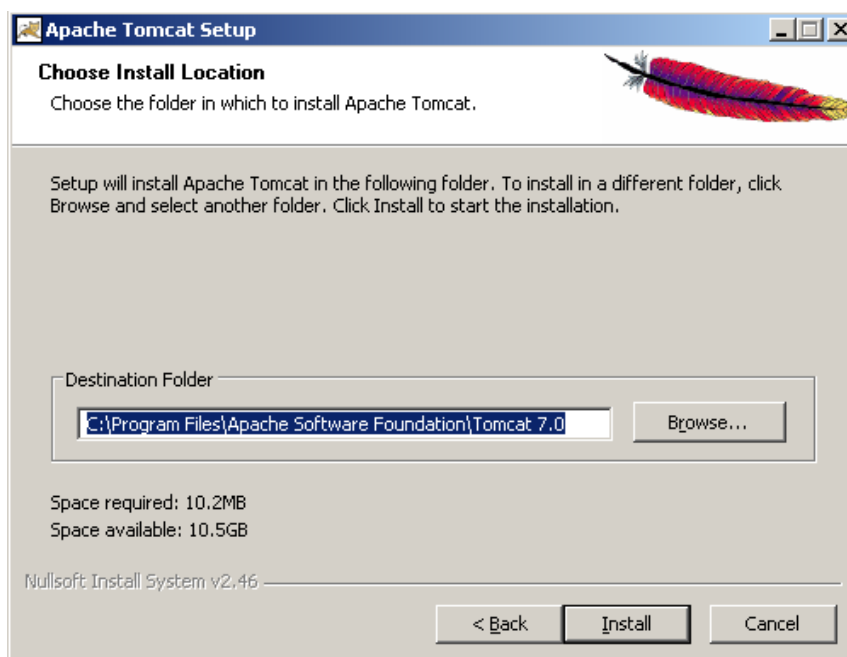 Apache Tomcat Setup
Choose Install Location
Choose the folder in which to install Apache Tomcat.
Setup will install Apache Tomcat in the following folder. To install in a different folder, click
Browse and select another folder. Click Install to start the installation.
Destination Folder
C:\Program Files\Apache Software Foundation\Tomcat 7.0
Browse...
Space required: 10.2MB
Space available: 10.5GB
Nullsoft Install System v2.46
< Back
Install
Cancel